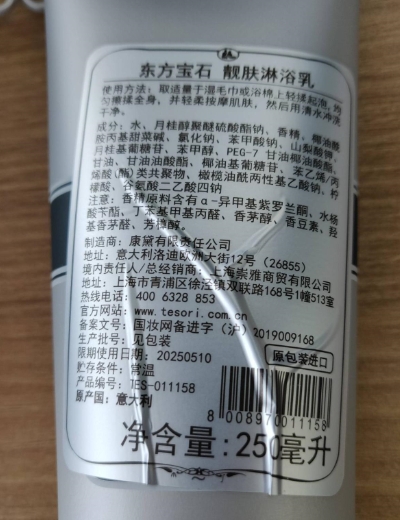 东方宝石 靓肤淋浴乳
使用方法：取适量于湿毛巾或浴棉上轻揉起泡，均
匀擦揉全身，并轻柔按摩肌肤，然后用清水冲洗
干净。
成分：水、月桂醇聚醚硫酸酯钠、香精、椰油酰
胺丙基甜菜碱、氯化钠、苯甲酸钠、山梨酸钾、
月桂基葡糖苷、苯甲醇、PEG-7 甘油椰油酸酯、
甘油、甘油油酸酯、椰油基葡糖苷、苯乙烯/丙
烯酸(酯)类共聚物、橄榄油酰两性基乙酸钠、柠
檬酸、谷氨酸二乙酸四钠
注意：香精原料含有α-异甲基紫罗兰酮、水杨
酸苄酯、丁苯基甲基丙醛、香茅醇、香豆素、羟
基香茅醛、芳樟醇。
制造商：康黛有限责任公司
地址：意大利洛迪欧洲大街12号（26855）
境内责任人/总经销商：上海崇雅商贸有限公司
地址：上海市青浦区徐泾镇双联路168号1幢513室
热线电话：400 6328 853
官方网站：www.tesori.com.cn
备案文号：国妆网备进字（沪）2019009168
生产批号：见包装
限期使用日期：20250510
贮存条件：常温
产品编号：TES-011158
原产国：意大利
原包装进口
8 008970 011158
净含量：250毫升